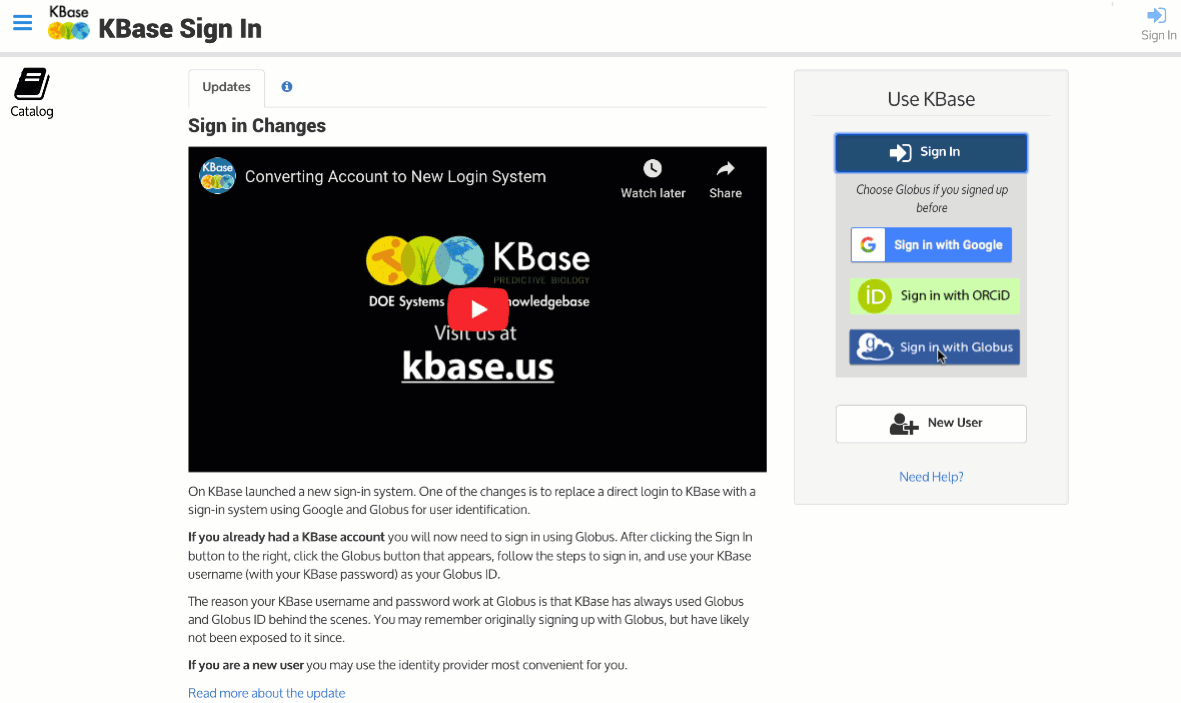 KBase
KBase Sign In
Sign In
Catalog
Updates
Sign in Changes
KBase
Converting Account to New Login System
Watch later
Share
KBase
PREDICTIVE BIOLOGY
DOE Systems nowledgebase
Visit us at
kbase.us
On KBase launched a new sign-in system. One of the changes is to replace a direct login to KBase with a
sign-in system using Google and Globus for user identification.
If you already had a KBase account you will now need to sign in using Globus. After clicking the Sign In
button to the right, click the Globus button that appears, follow the steps to sign in, and use your KBase
username (with your KBase password) as your Globus ID.
The reason your KBase username and password work at Globus is that KBase has always used Globus
and Globus ID behind the scenes. You may remember originally signing up with Globus, but have likely
not been exposed to it since.
If you are a new user you may use the identity provider most convenient for you.
Read more about the update
Use KBase
Sign In
Choose Globus if you signed up
before
G Sign in with Google
iD Sign in with ORCiD
g Sign in with Globus
New User
Need Help?